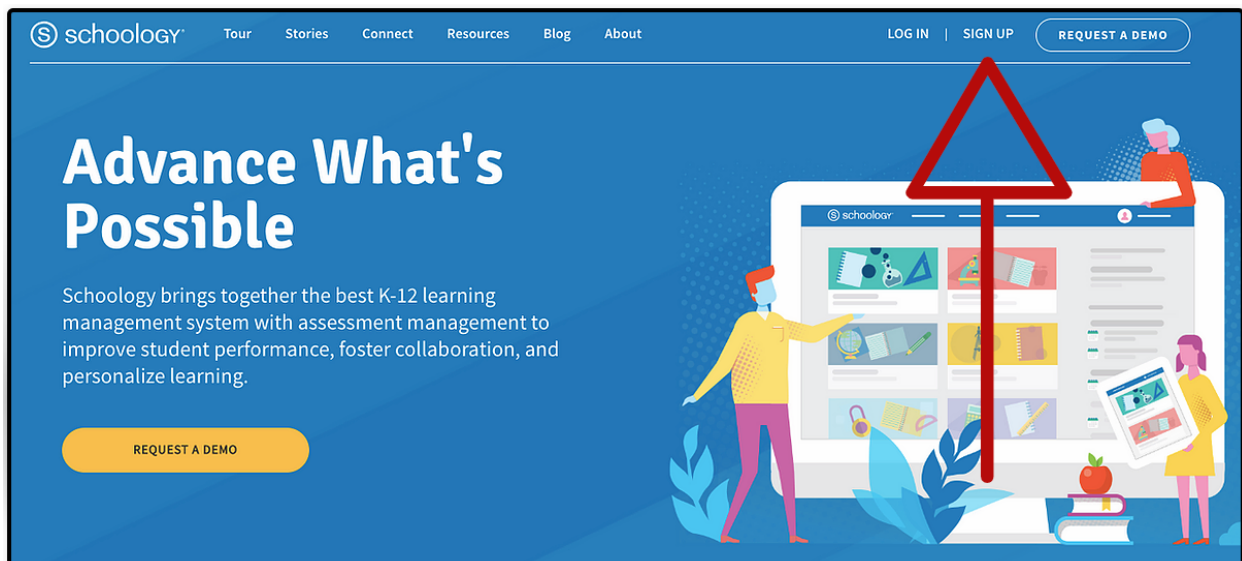 schoology
Tour Stories Connect Resources Blog About
LOG IN | SIGN UP REQUEST A DEMO
Advance What's
Possible
Schoology brings together the best K-12 learning
management system with assessment management to
improve student performance, foster collaboration, and
personalize learning.
REQUEST A DEMO
schoology